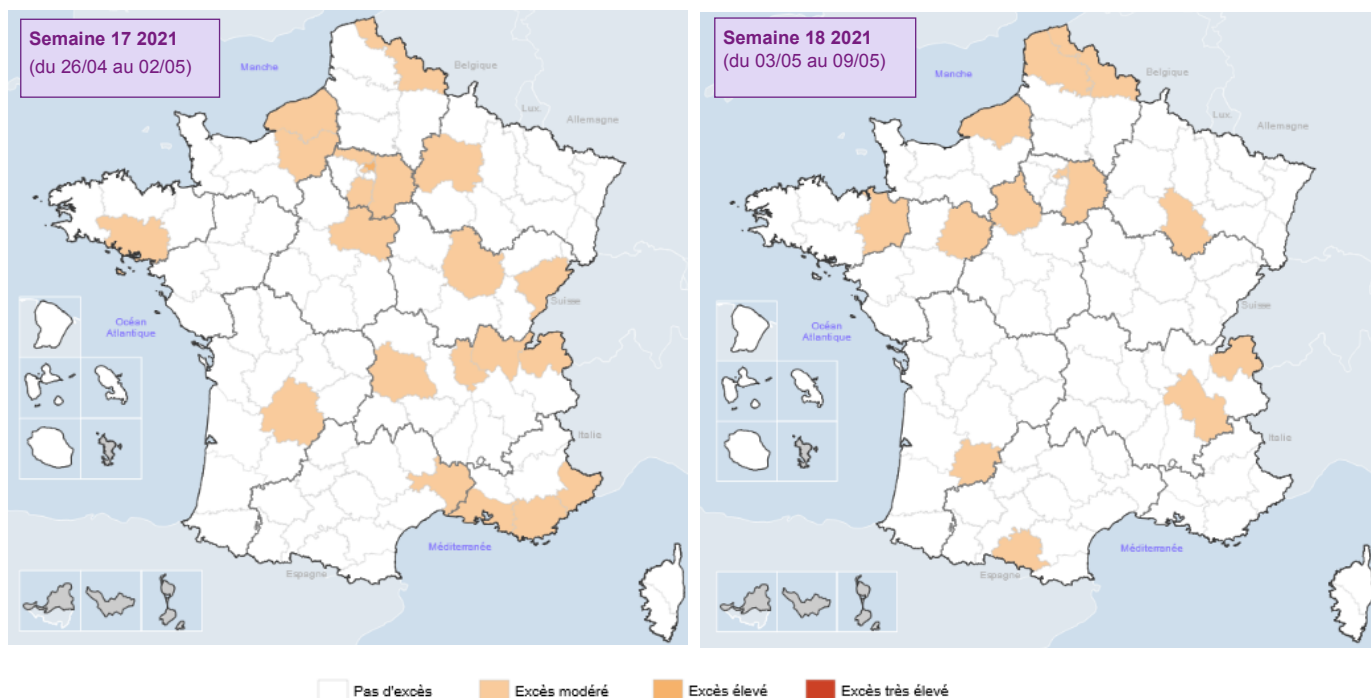 Semaine 17 2021
(du 26/04 au 02/05)
Manche
Belgique
Lux.
Allemagne
Suisse
Océan
Atlantique
Italie
Méditerranée
Espagne
Semaine 18 2021
(du 03/05 au 09/05)
Manche
Belgique
Lux.
Allemagne
Suisse
Océan
Atlantique
Italie
Méditerranée
Espagne
Pas d'excès
Excès modéré
Excès élevé
Excès très élevé